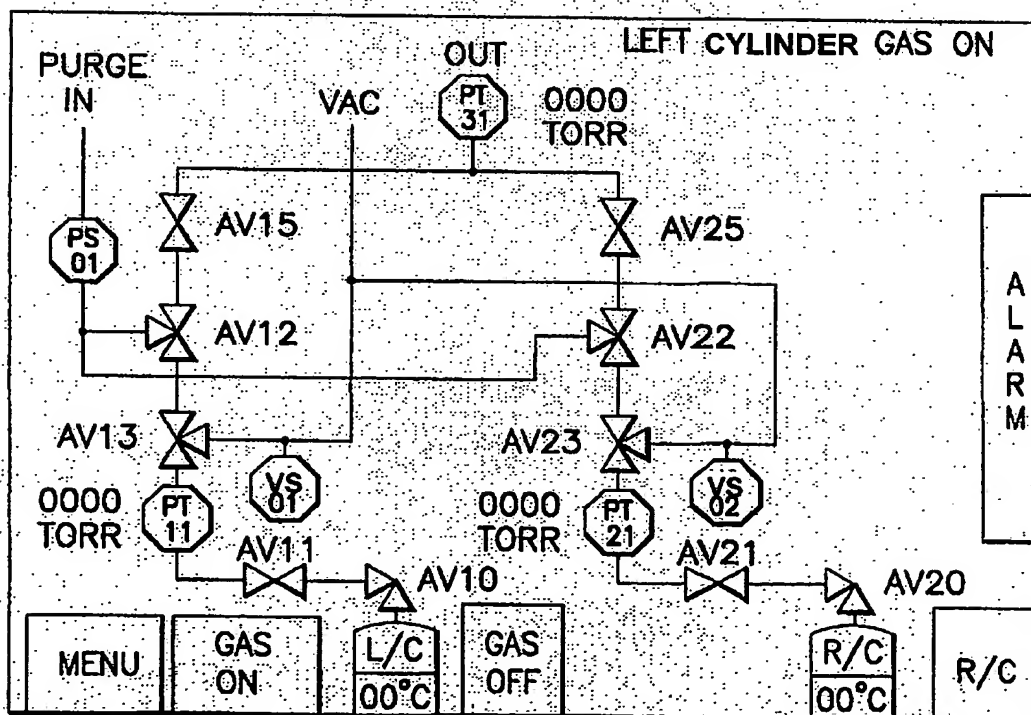 LEFT CYLINDER GAS ON
PURGE
IN
OUT
VAC
PT
31
0000
TORR
AV15
AV25
PS
01
AV12
AV22
A
L
A
R
M
AV13
AV23
VS
01
VS
02
0000
TORR
PT
11
0000
TORR
PT
21
AV11
AV10
AV21
AV20
MENU
GAS
ON
L/C
00°C
GAS
OFF
R/C
00°C
R/C